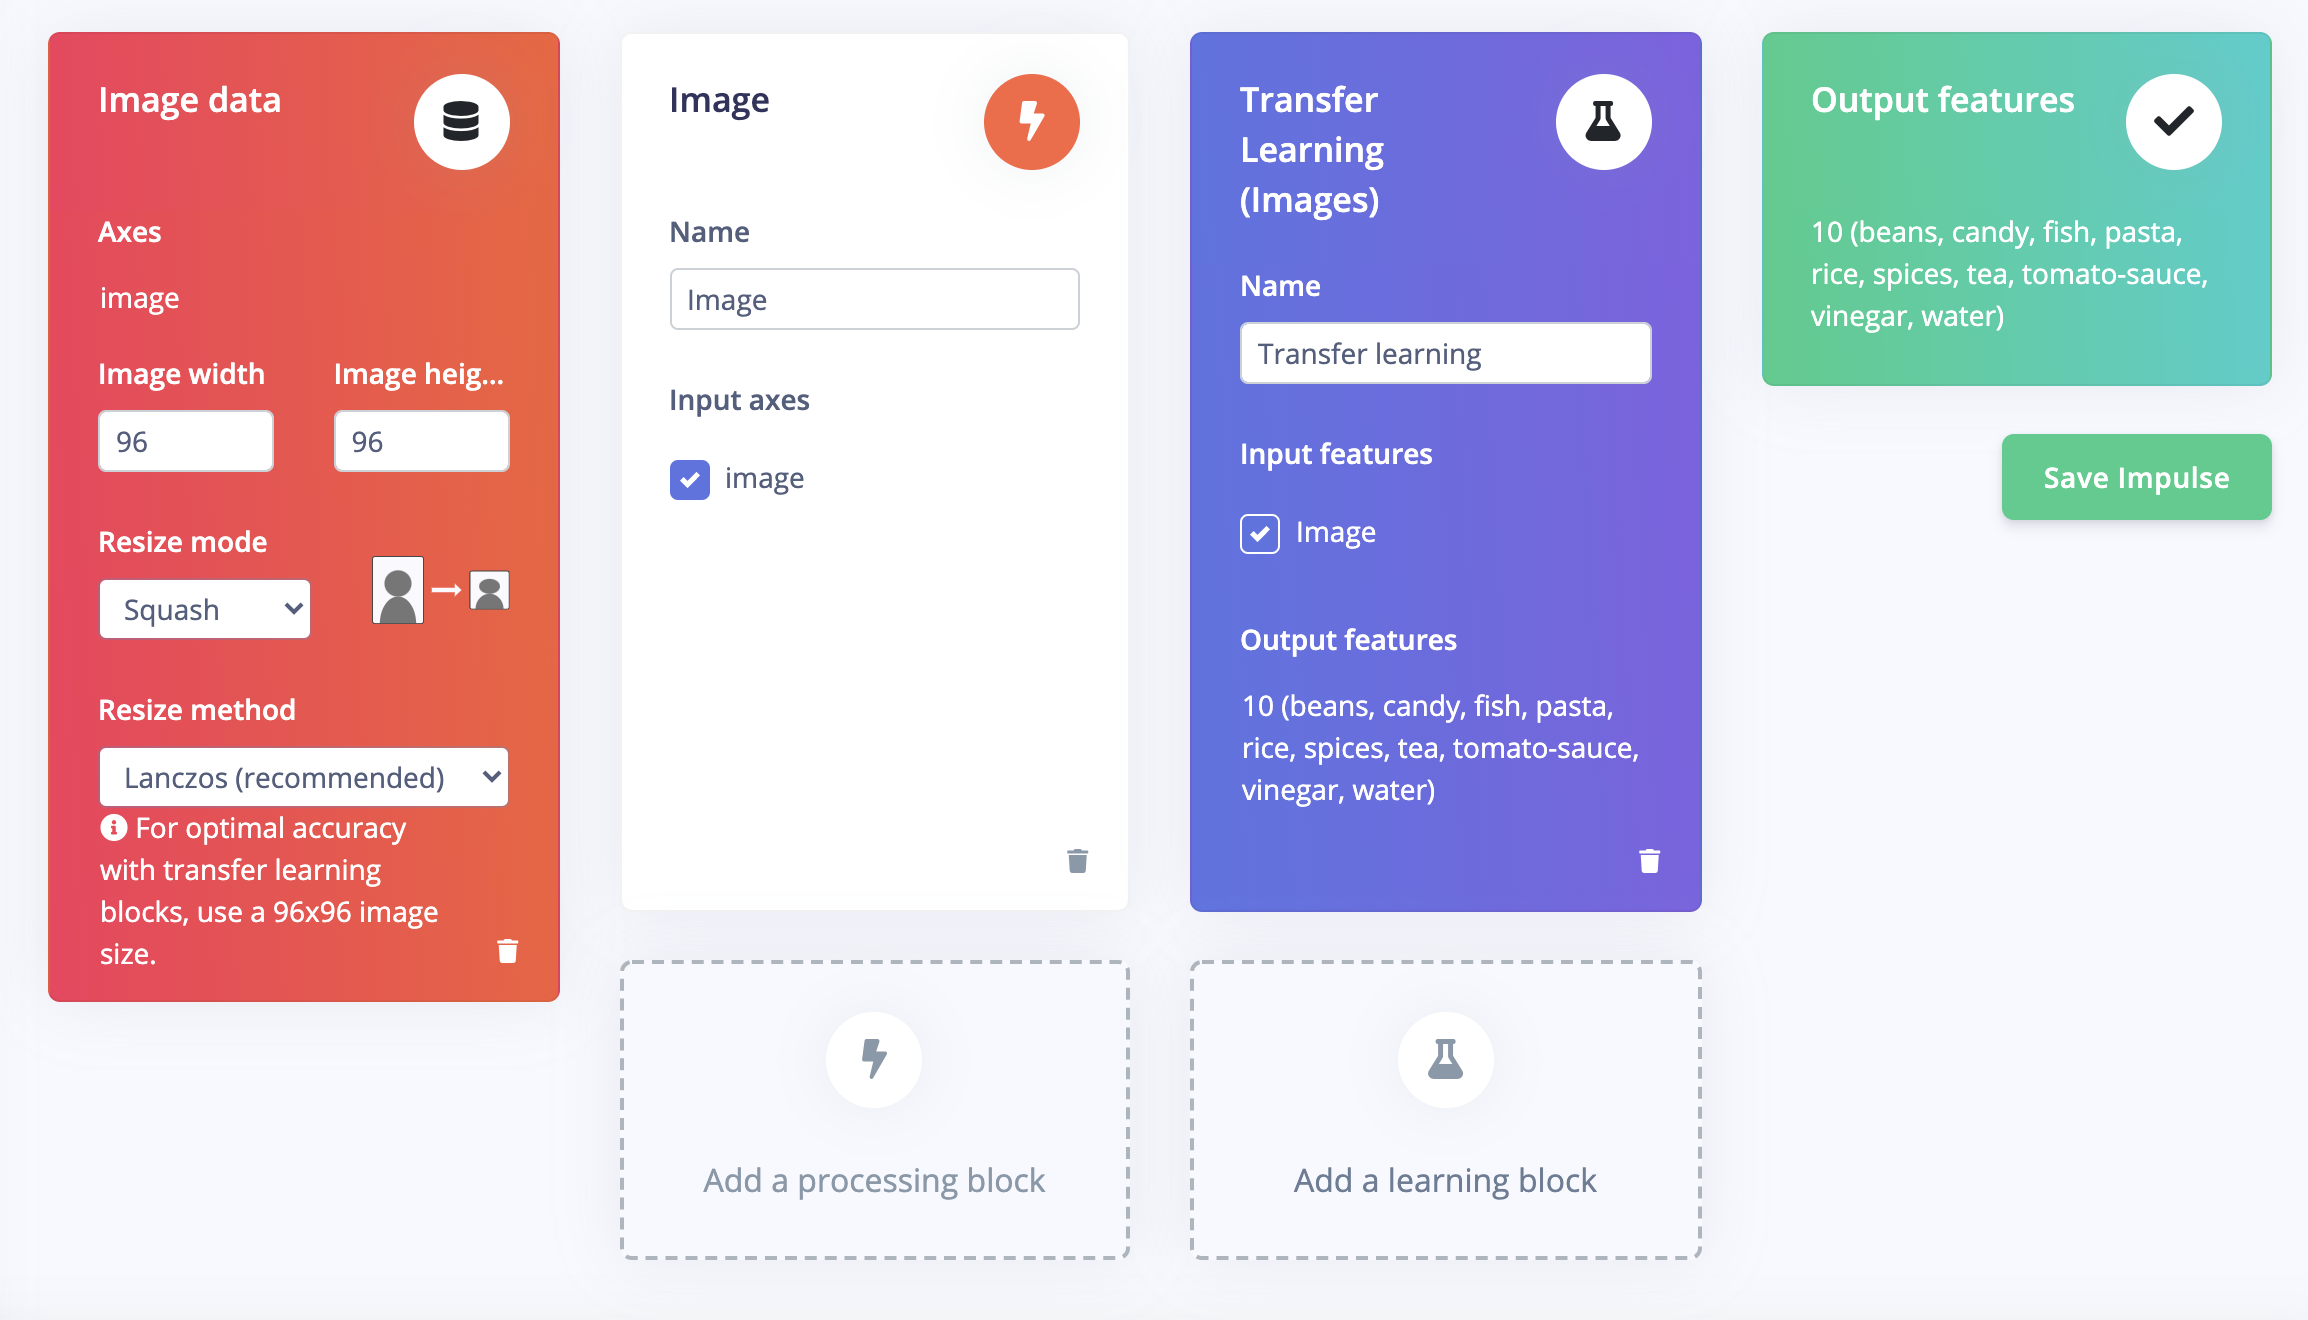 Image data
Axes
image
Image width
Image heig...
96
96
Resize mode
Squash
Resize method
Lanczos (recommended)
For optimal accuracy
with transfer learning
blocks, use a 96x96 image
size.
Image
Name
Image
Input axes
image
Add a processing block
Transfer
Learning
(Images)
Name
Transfer learning
Input features
Image
Output features
10 (beans, candy, fish, pasta,
rice, spices, tea, tomato-sauce,
vinegar, water)
Add a learning block
Output features
10 (beans, candy, fish, pasta,
rice, spices, tea, tomato-sauce,
vinegar, water)
Save Impulse